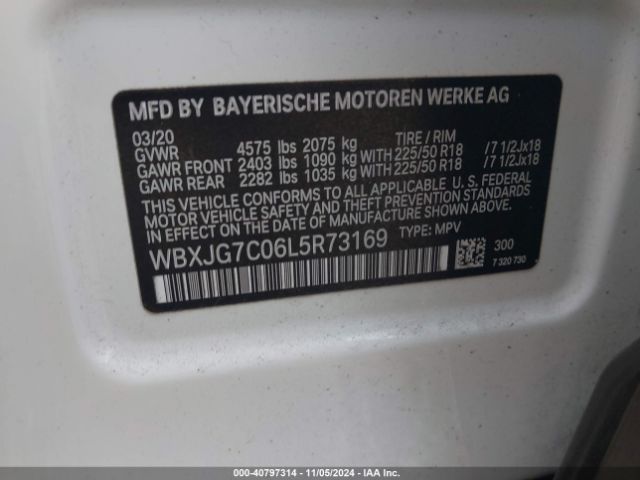 MFD BY BAYERISCHE MOTOREN WERKE AG
03/20 TIRE / RIM
GVWR 4575 lbs 2075 kg
GAWR FRONT 2403 lbs 1090 kg WITH 225/50 R18 /7 1/2Jx18
GAWR REAR 2282 lbs 1035 kg WITH 225/50 R18 /7 1/2Jx18
THIS VEHICLE CONFORMS TO ALL APPLICABLE U. S. FEDERAL
MOTOR VEHICLE SAFETY, BUMPER, AND THEFT PREVENTION STANDARDS
IN EFFECT ON THE DATE OF MANUFACTURE SHOWN ABOVE.
WBXJG7C06L5R73169 TYPE: MPV
300
7 320 730
000-40797314 - 11/05/2024 - IAA Inc.